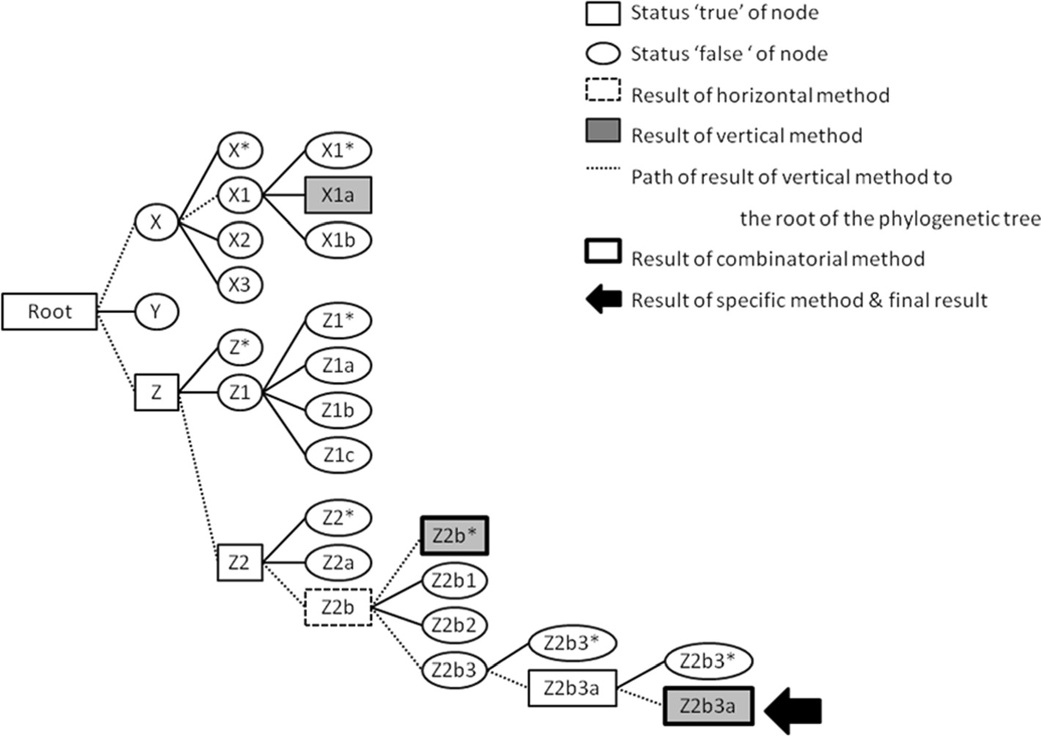 Status ‘true’ of node
Status ‘false ‘ of node
Result of horizontal method
Result of vertical method
Path of result of vertical method to
the root of the phylogenetic tree
Result of combinatorial method
Result of specific method & final result
X*
X1*
X1
X1a
X
X2
X1b
X3
Root
Y
Z1*
Z*
Z1a
Z
Z1
Z1b
Z1c
Z2*
Z2b*
Z2
Z2a
Z2b1
Z2b
Z2b2
Z2b3*
Z2b3
Z2b3*
Z2b3a
Z2b3a